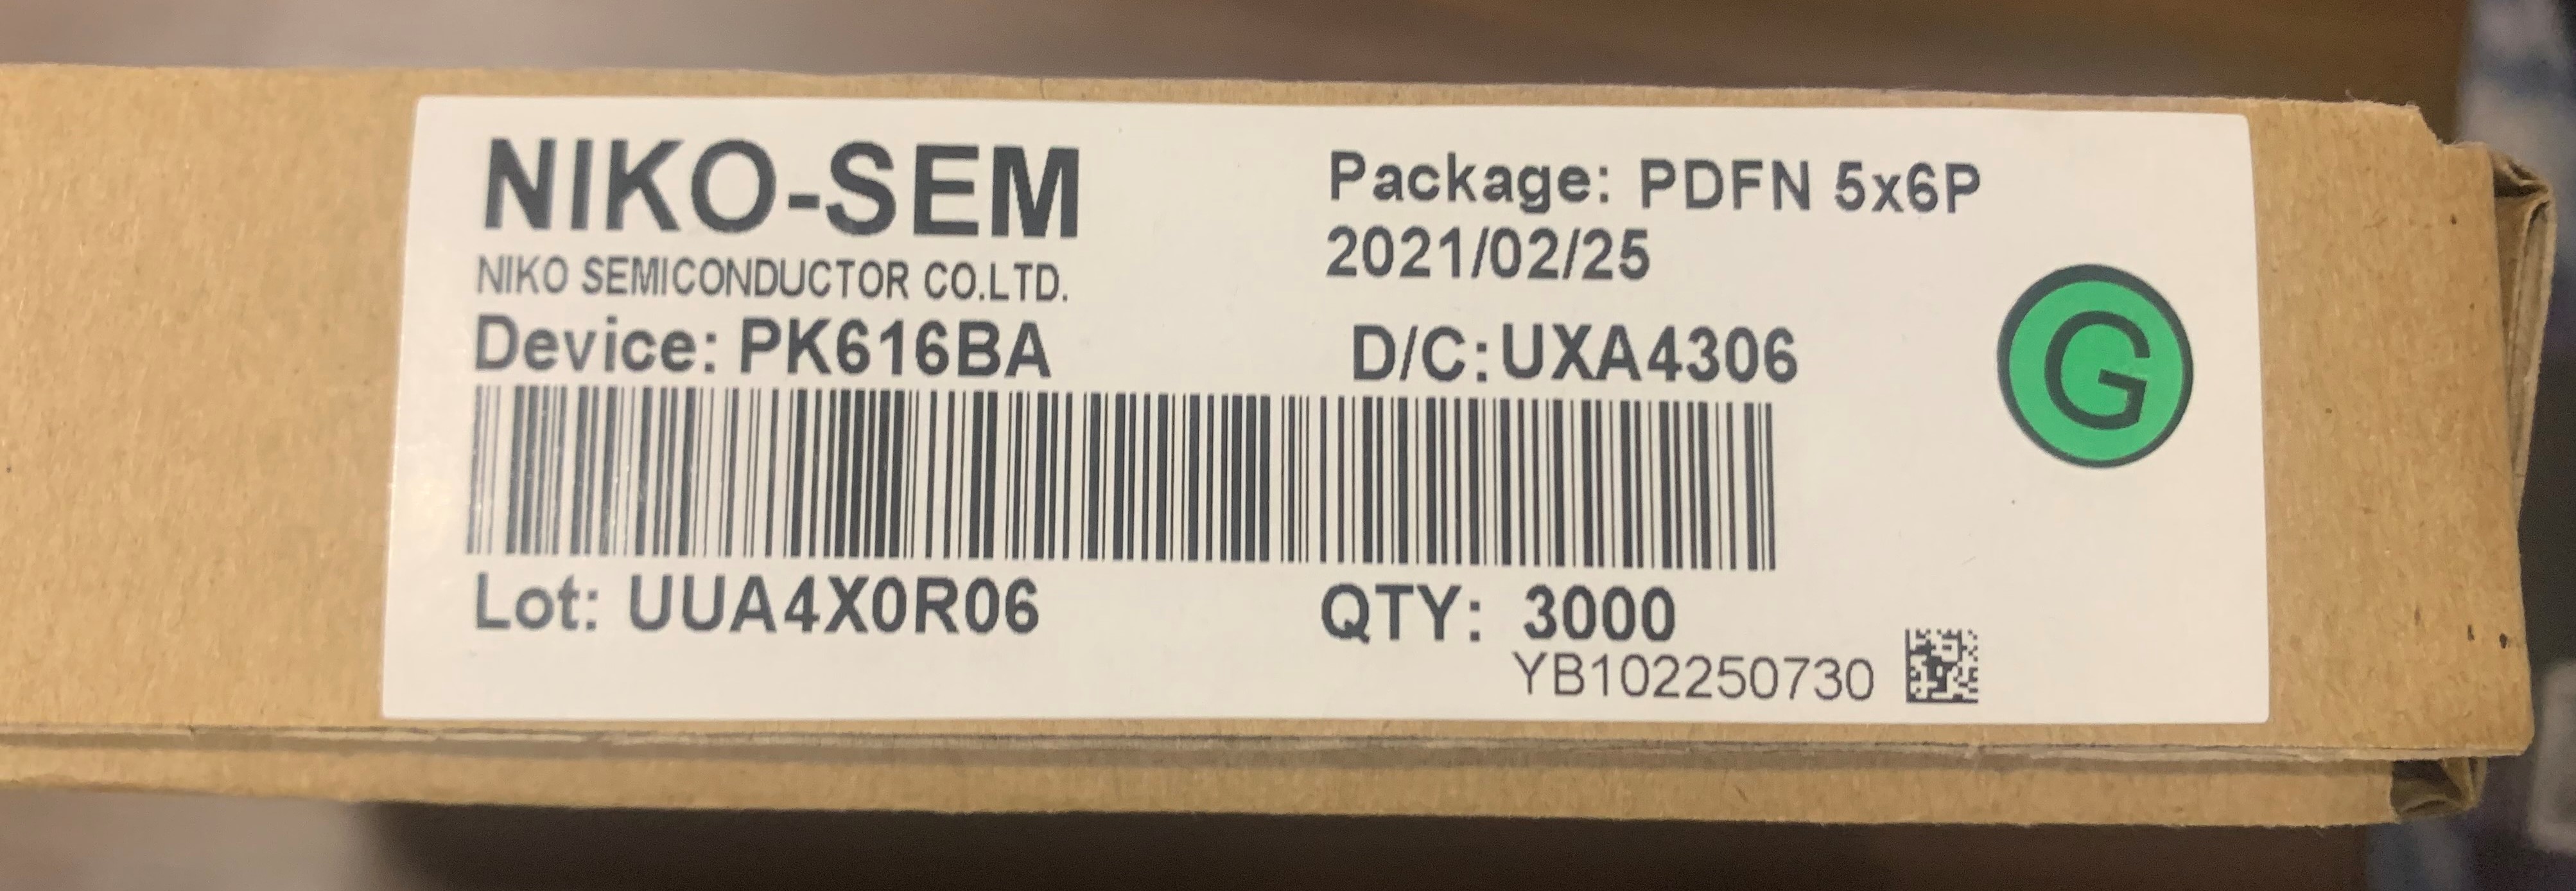 NIKO-SEM
NIKO SEMICONDUCTOR CO.LTD.
Package: PDFN 5x6P
2021/02/25
Device: PK616BA
D/C:UXA4306
G
Lot: UUA4X0R06
QTY: 3000
YB102250730